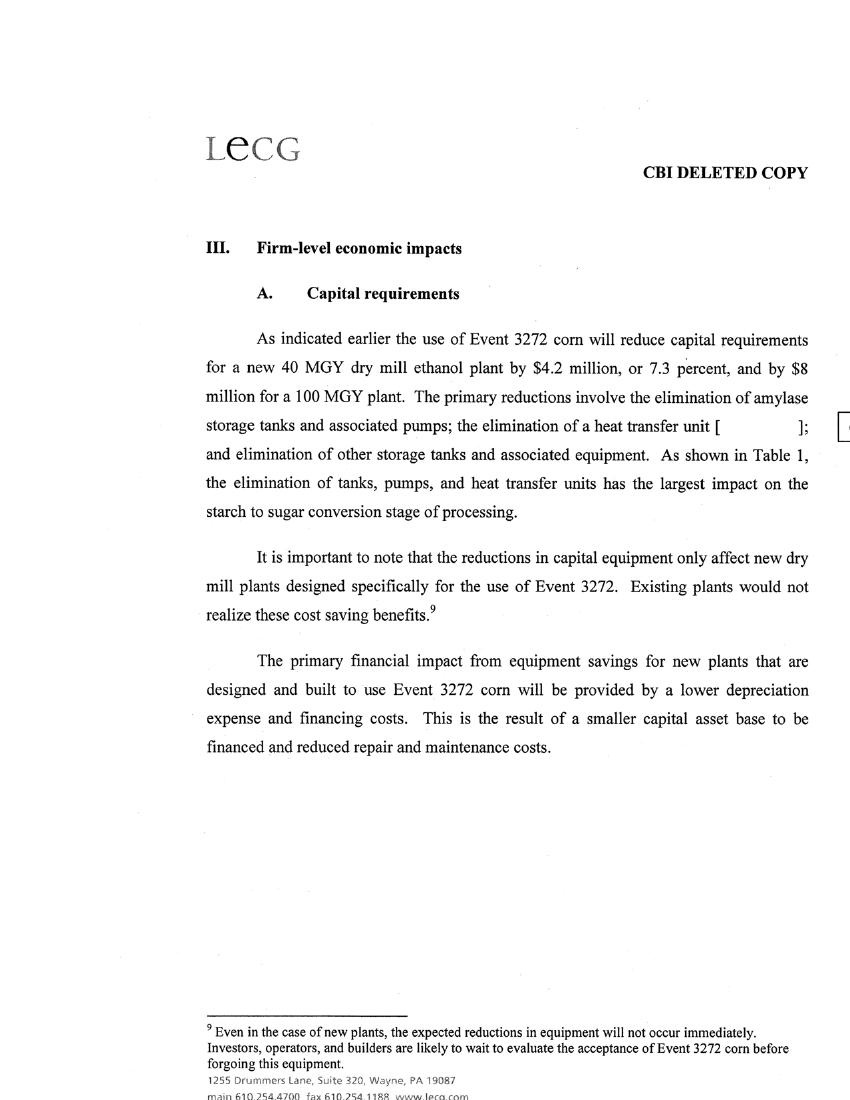 LECG
CBI DELETED COPY
III. Firm-level economic impacts
A. Capital requirements
As indicated earlier the use of Event 3272 corn will reduce capital requirements
for a new 40 MGY dry mill ethanol plant by $4.2 million, or 7.3 percent, and by $8
million for a 100 MGY plant. The primary reductions involve the elimination of amylase
storage tanks and associated pumps; the elimination of a heat transfer unit [ ];
and elimination of other storage tanks and associated equipment. As shown in Table 1,
the elimination of tanks, pumps, and heat transfer units has the largest impact on the
starch to sugar conversion stage of processing.
It is important to note that the reductions in capital equipment only affect new dry
mill plants designed specifically for the use of Event 3272. Existing plants would not
realize these cost saving benefits.9
The primary financial impact from equipment savings for new plants that are
designed and built to use Event 3272 corn will be provided by a lower depreciation
expense and financing costs. This is the result of a smaller capital asset base to be
financed and reduced repair and maintenance costs.
9 Even in the case of new plants, the expected reductions in equipment will not occur immediately.
Investors, operators, and builders are likely to wait to evaluate the acceptance of Event 3272 corn before
forgoing this equipment.
1255 Drummers Lane, Suite 320, Wayne, PA 19087
main 610.254.4700 fax 610.254.1188 www.lecg.com